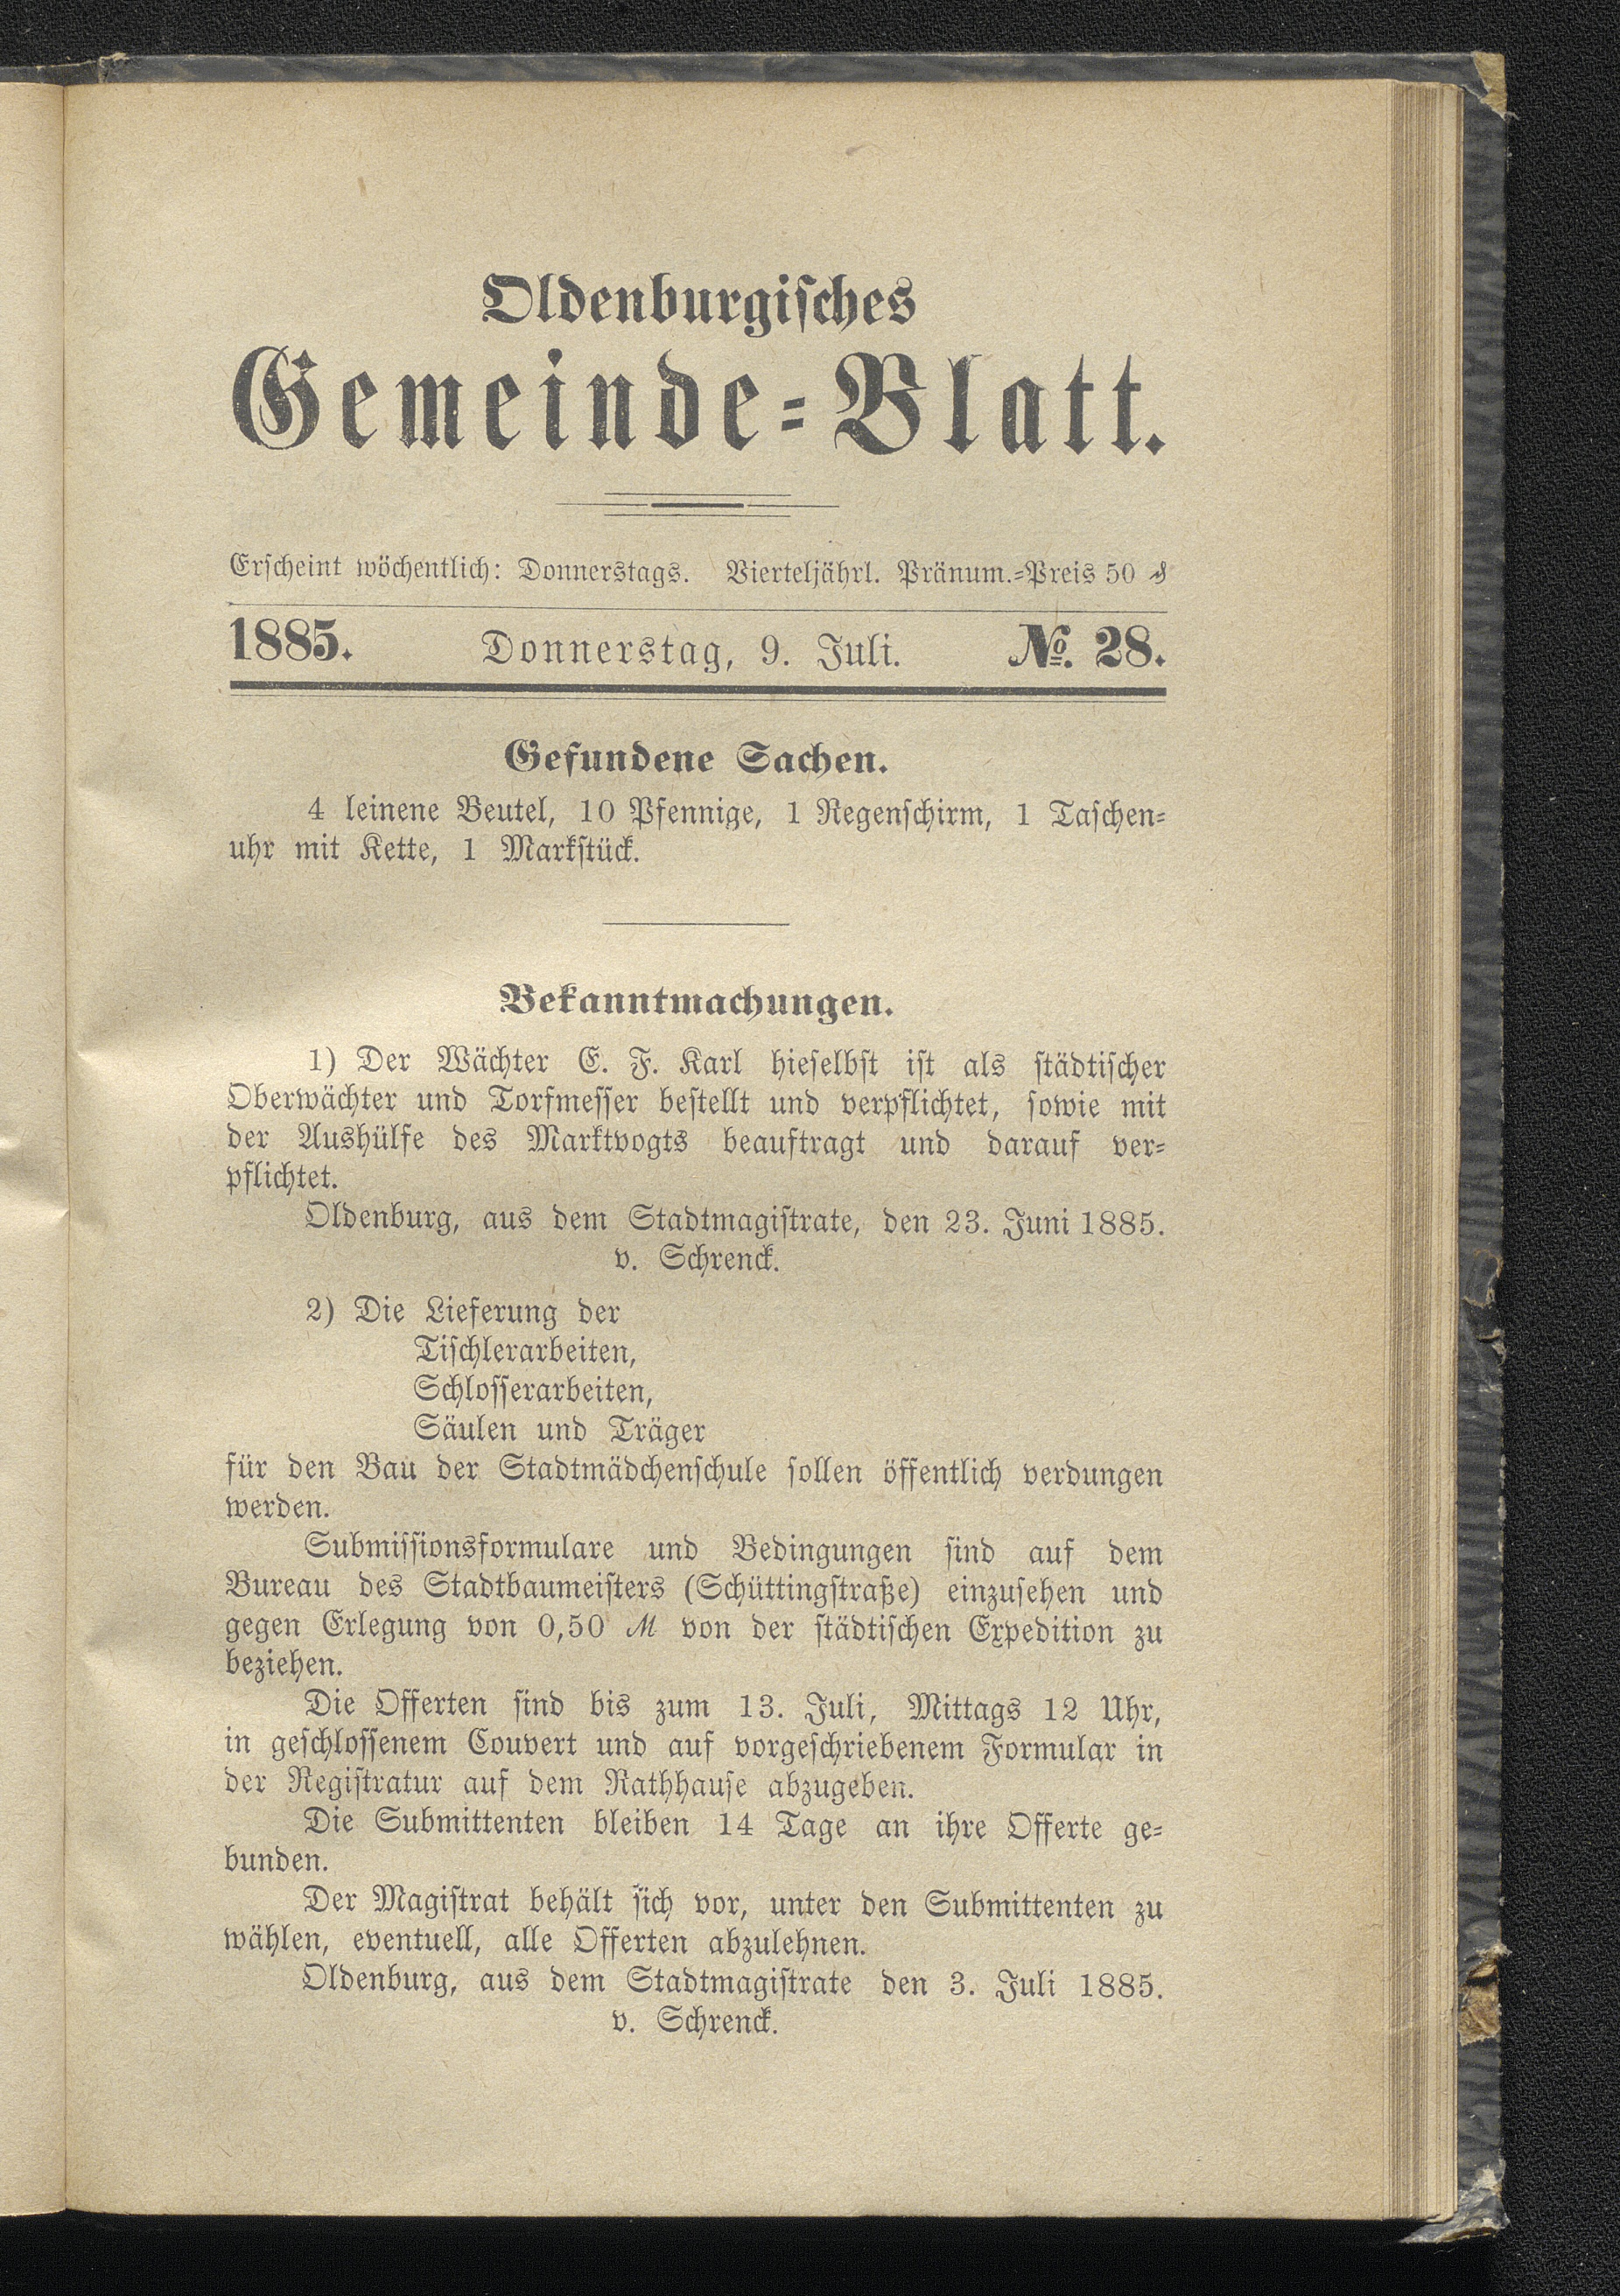 Oldenburgisches
Gemeinde-Blatt.
Erscheint wöchentlich: Donnerstags. Vierteljährl. Pränum.-Preis 50 ₰
1885. Donnerstag, 9. Juli. №. 28.
Gefundene Sachen.
4 leinene Beutel, 10 Pfennige, 1 Regenschirm, 1 Taschen-
uhr mit Kette, 1 Markstück.
Bekanntmachungen.
1) Der Wächter E. F. Karl hieselbst ist als städtischer
Oberwächter und Torfmesser bestellt und verpflichtet, sowie mit
der Aushülfe des Marktvogts beauftragt und darauf ver-
pflichtet.
Oldenburg, aus dem Stadtmagistrate, den 23. Juni 1885.
v. Schrenck.
2) Die Lieferung der
Tischlerarbeiten,
Schlosserarbeiten,
Säulen und Träger
für den Bau der Stadtmädchenschule sollen öffentlich verdungen
werden.
Submissionsformulare und Bedingungen sind auf dem
Bureau des Stadtbaumeisters (Schüttingstraße) einzusehen und
gegen Erlegung von 0,50 ℳ von der städtischen Expedition zu
beziehen.
Die Offerten sind bis zum 13. Juli, Mittags 12 Uhr,
in geschlossenem Couvert und auf vorgeschriebenem Formular in
der Registratur auf dem Rathhause abzugeben.
Die Submittenten bleiben 14 Tage an ihre Offerte ge-
bunden.
Der Magistrat behält sich vor, unter den Submittenten zu
wählen, eventuell, alle Offerten abzulehnen.
Oldenburg, aus dem Stadtmagistrate den 3. Juli 1885.
v. Schrenck.